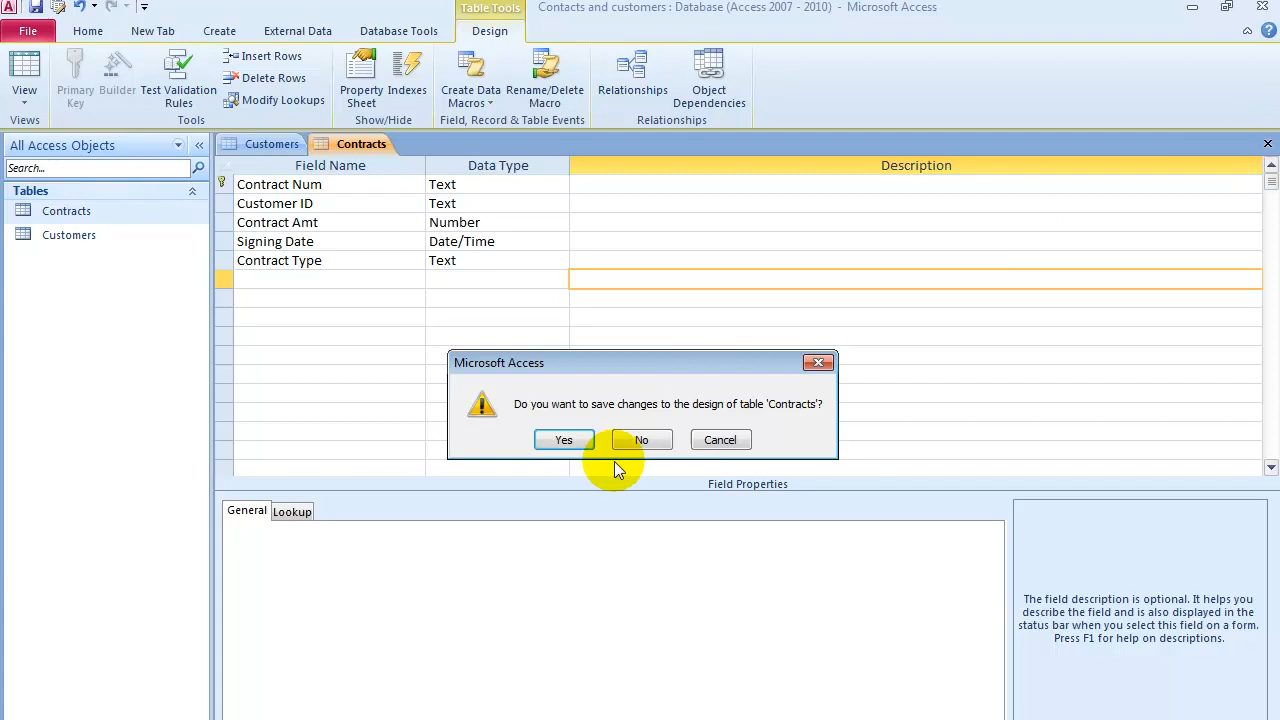 Table Tools
Contacts and customers : Database (Access 2007 - 2010) - Microsoft Access
File
Home
New Tab
Create
External Data
Database Tools
Design
View
Primary Key
Builder
Test Validation Rules
Insert Rows
Delete Rows
Modify Lookups
Property Sheet
Indexes
Create Data Macros
Rename/Delete Macro
Relationships
Object Dependencies
Views
Tools
Show/Hide
Field, Record & Table Events
Relationships
All Access Objects
Customers
Contracts
Search...
Tables
Contracts
Customers
Field Name Data Type Description
Contract Num Text
Customer ID Text
Contract Amt Number
Signing Date Date/Time
Contract Type Text
Microsoft Access
Do you want to save changes to the design of table 'Contracts'?
Yes
No
Cancel
Field Properties
General
Lookup
The field description is optional. It helps you
describe the field and is also displayed in the
status bar when you select this field on a form.
Press F1 for help on descriptions.